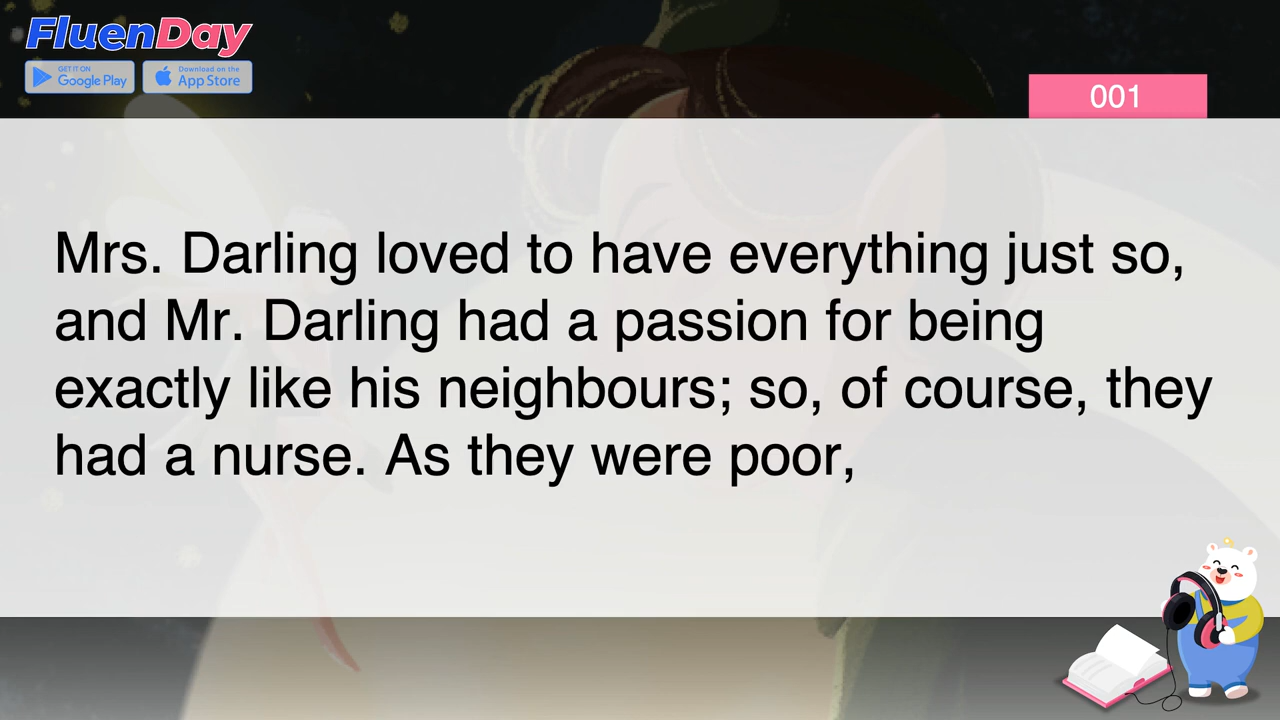 FluenDay
GET IT ON
Google Play
Download on the
App Store
001
Mrs. Darling loved to have everything just so,
and Mr. Darling had a passion for being
exactly like his neighbours; so, of course, they
had a nurse. As they were poor,